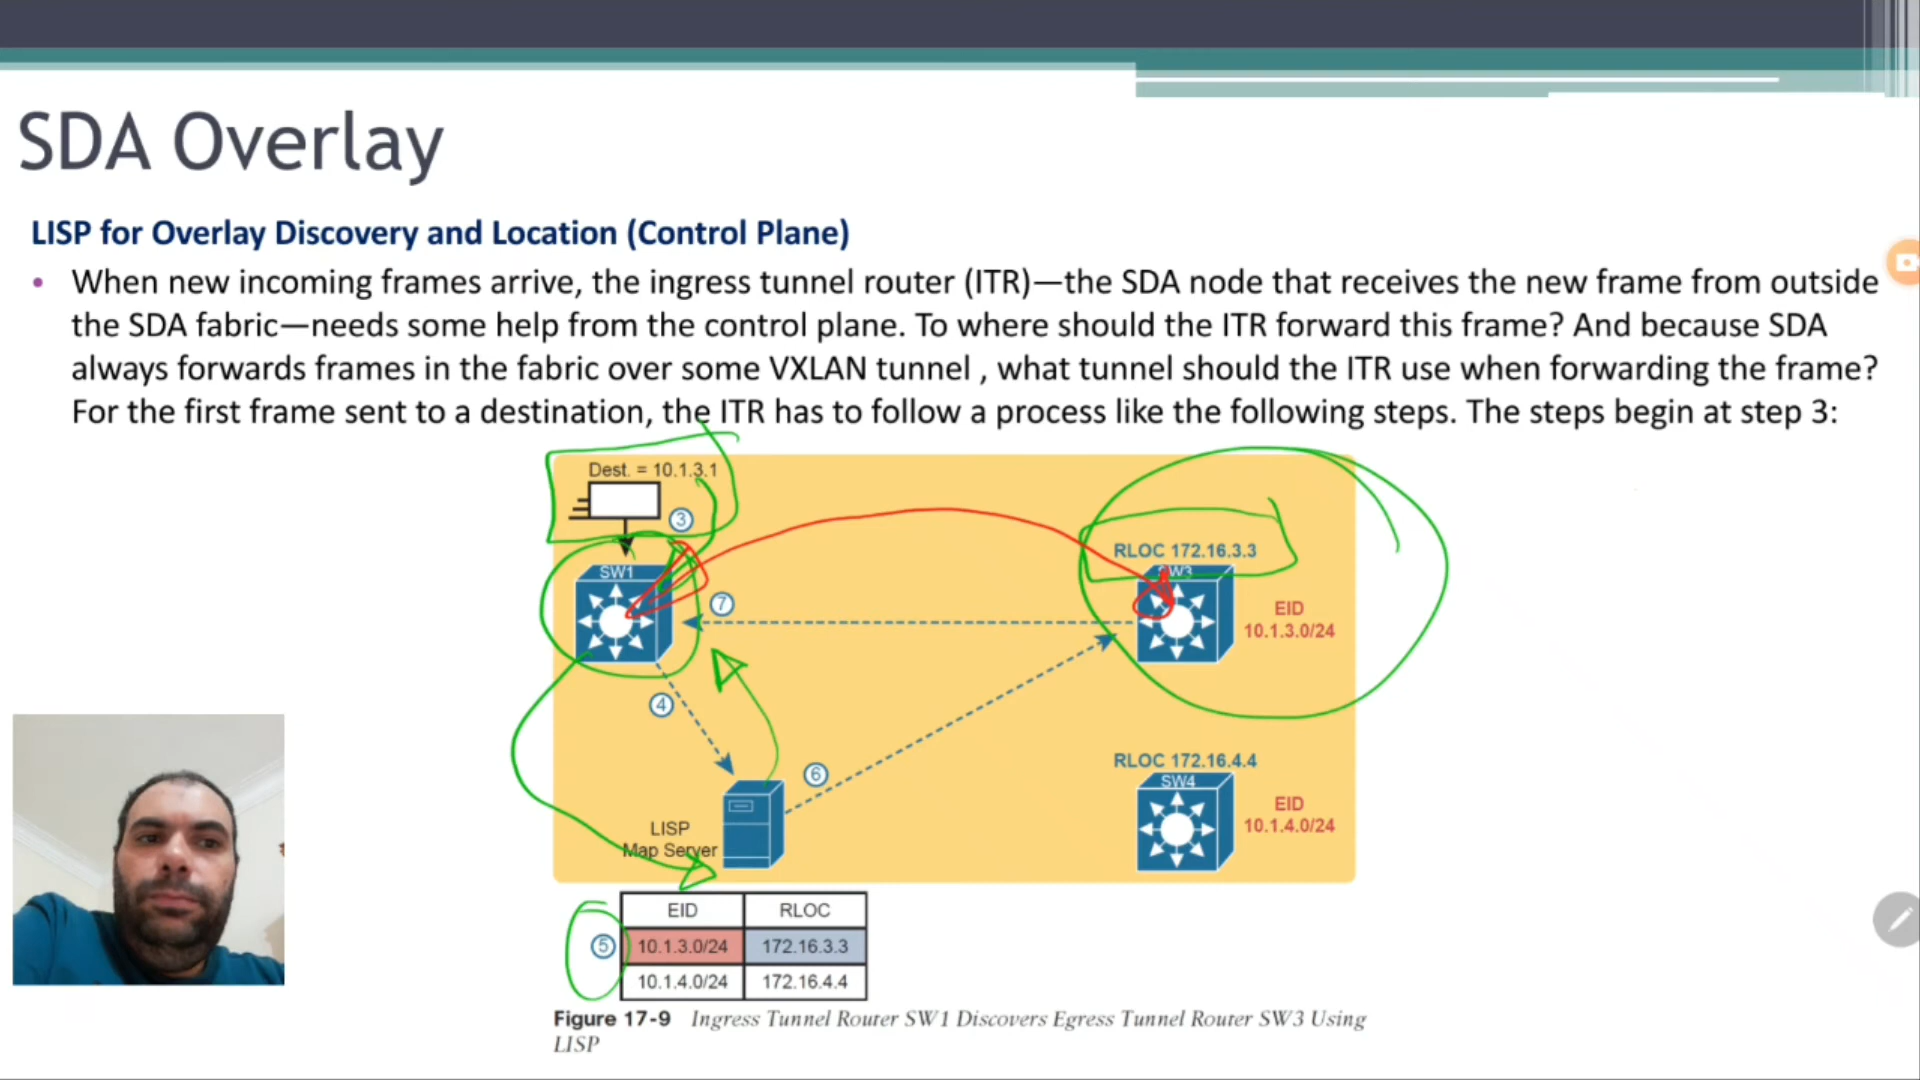 SDA Overlay
LISP for Overlay Discovery and Location (Control Plane)
• When new incoming frames arrive, the ingress tunnel router (ITR)—the SDA node that receives the new frame from outside
the SDA fabric—needs some help from the control plane. To where should the ITR forward this frame? And because SDA
always forwards frames in the fabric over some VXLAN tunnel , what tunnel should the ITR use when forwarding the frame?
For the first frame sent to a destination, the ITR has to follow a process like the following steps. The steps begin at step 3:
Dest. = 10.1.3.1
3
SW1
7
RLOC 172.16.3.3
SW3
EID
10.1.3.0/24
4
6
LISP
Map Server
RLOC 172.16.4.4
SW4
EID
10.1.4.0/24
EID RLOC
5 10.1.3.0/24 172.16.3.3
10.1.4.0/24 172.16.4.4
Figure 17-9 Ingress Tunnel Router SW1 Discovers Egress Tunnel Router SW3 Using
LISP